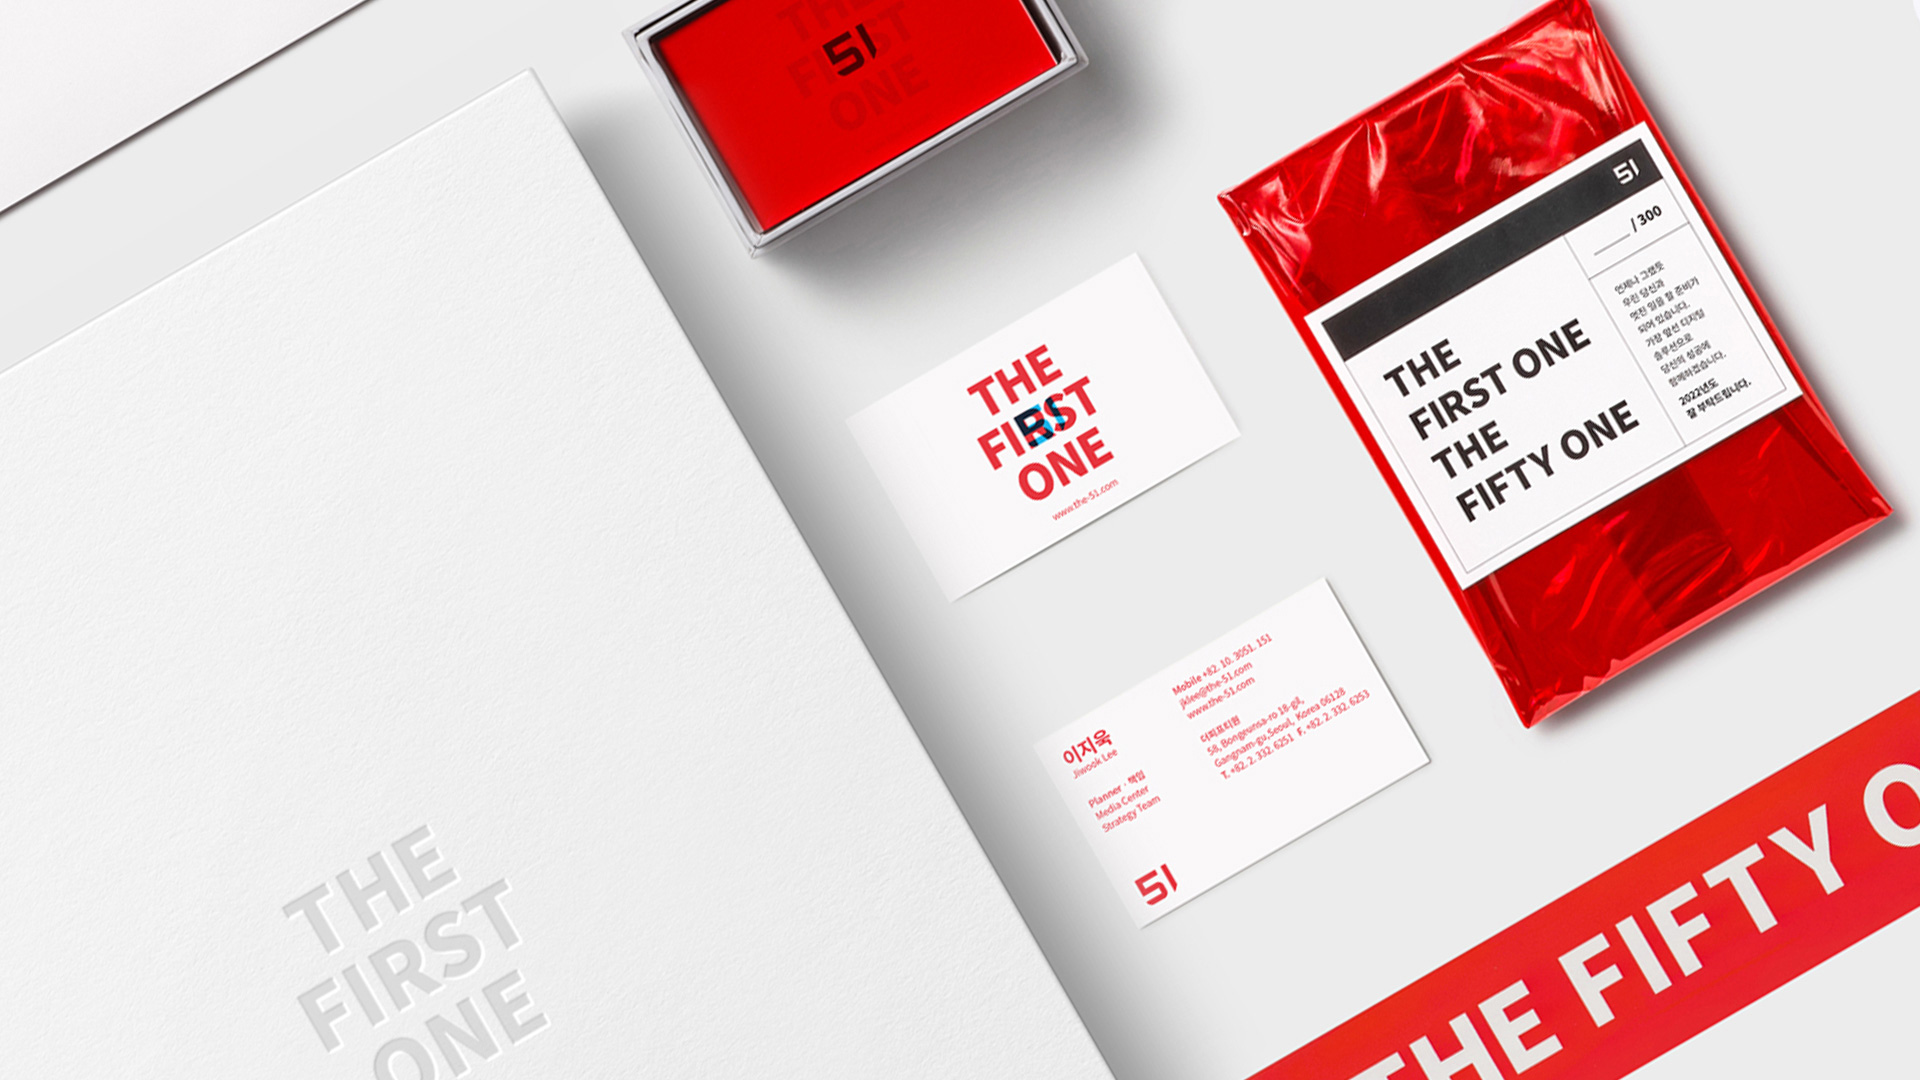 THE
51
FIRST
ONE
THE
FIRST
51
ONE
www.the-51.com
51
/ 300
THE
FIRST ONE
THE
FIFTY ONE
언제나 그랬듯
우린 당신과
멋진 일을 할 준비가
되어 있습니다.
가장 앞선 디지털
솔루션으로
당신의 성공에
함께하겠습니다.
2022년도
잘 부탁드립니다.
이지욱
Jiwook Lee
Planner · 책임
Media Center
Strategy Team
51
Mobile +82. 10. 3051. 151
jklee@the-51.com
www.the-51.com
더피프티원
58, Bongeunsa-ro 18-gil,
Gangnam-gu,Seoul, Korea 06128
T. +82. 2. 332. 6251 F. +82. 2. 332. 6253
THE
FIRST
ONE
THE FIFTY O